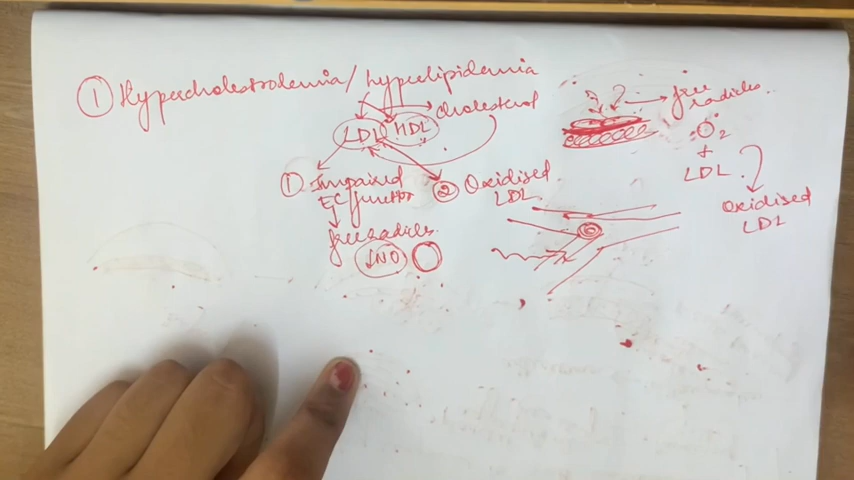 ① Hypercholestrolemia/hyperlipidemia
cholesterol
LDL HDL
① Impaired
EC function
free radicles.
↓NO
② Oxidised
LDL.
free
radicles..
O2
+
LDL.
Oxidised
LDL